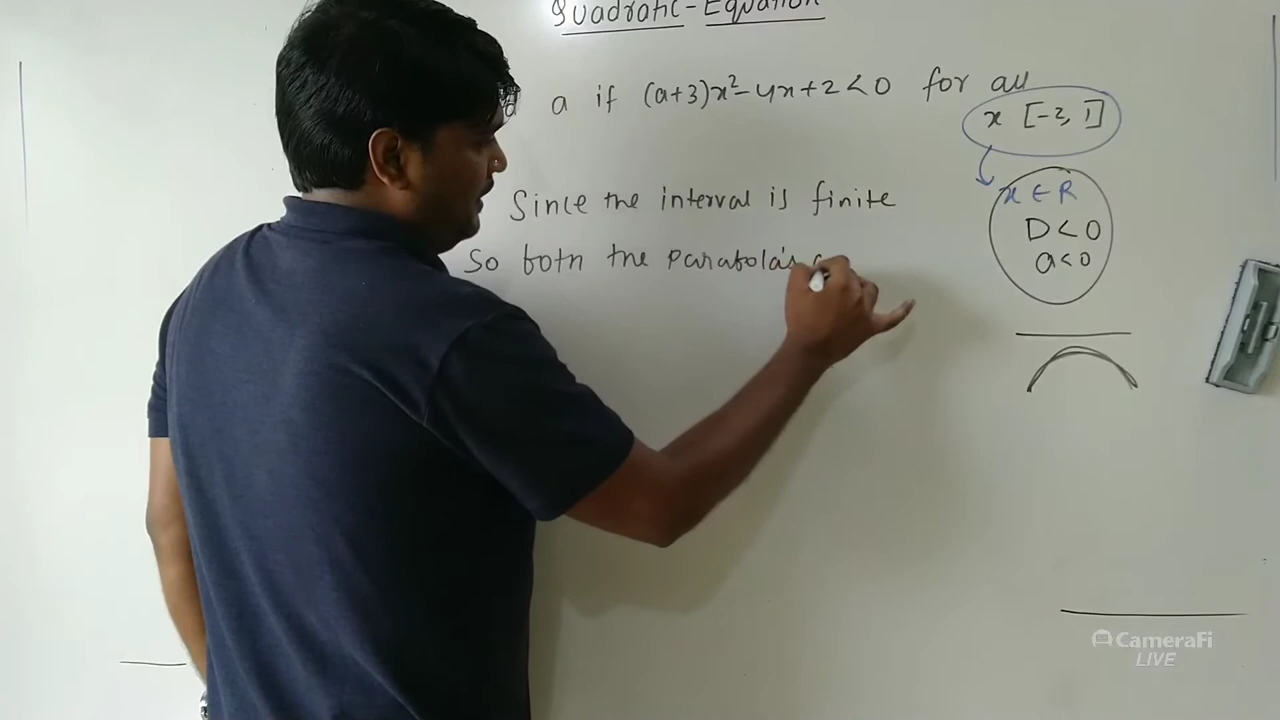 Quadratic-Equation
a if (a+3)x²-4x+2<0 for all
x [-2, 1]
x ∈ R
Since the interval is finite
D<0
So both the parabola's
a<0
CameraFi
LIVE